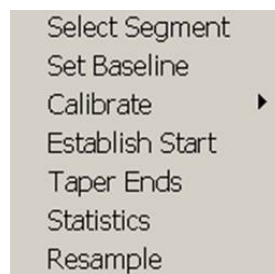 Select Segment
Set Baseline
Calibrate
Establish Start
Taper Ends
Statistics
Resample